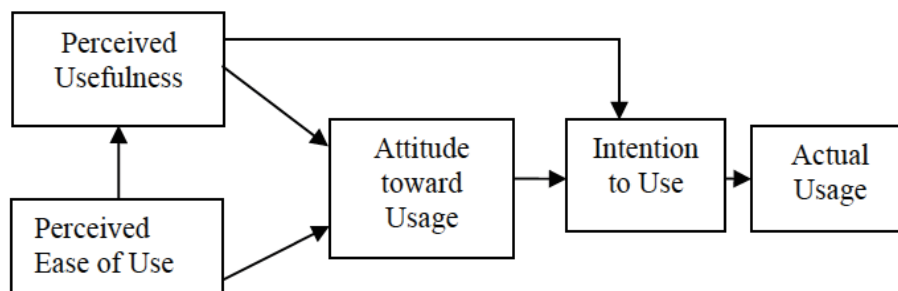 Perceived
Usefulness
Perceived
Ease of Use
Attitude
toward
Usage
Intention
to Use
Actual
Usage